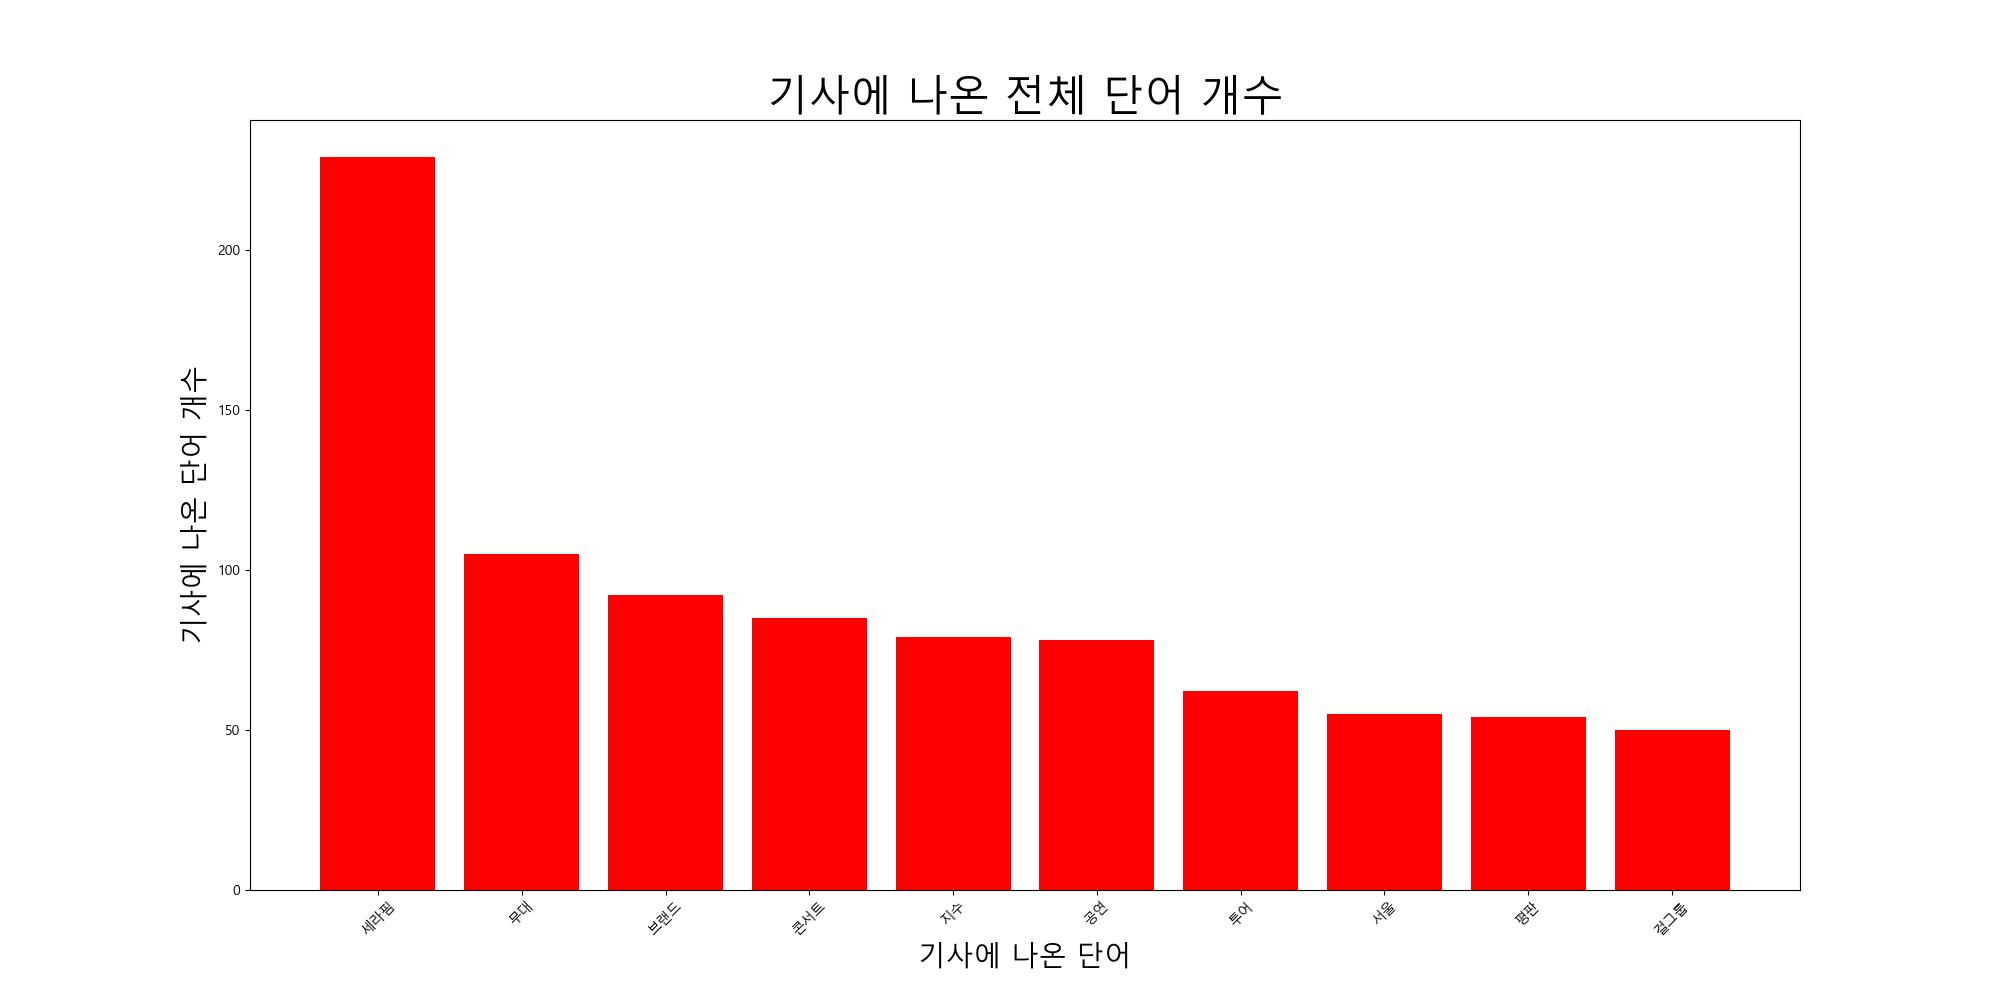 기사에 나온 전체 단어 개수
기사에 나온 단어 개수
200
150
100
50
0
세라핌
무대
브랜드
콘서트
지수
공연
투어
서울
평판
걸그룹
기사에 나온 단어